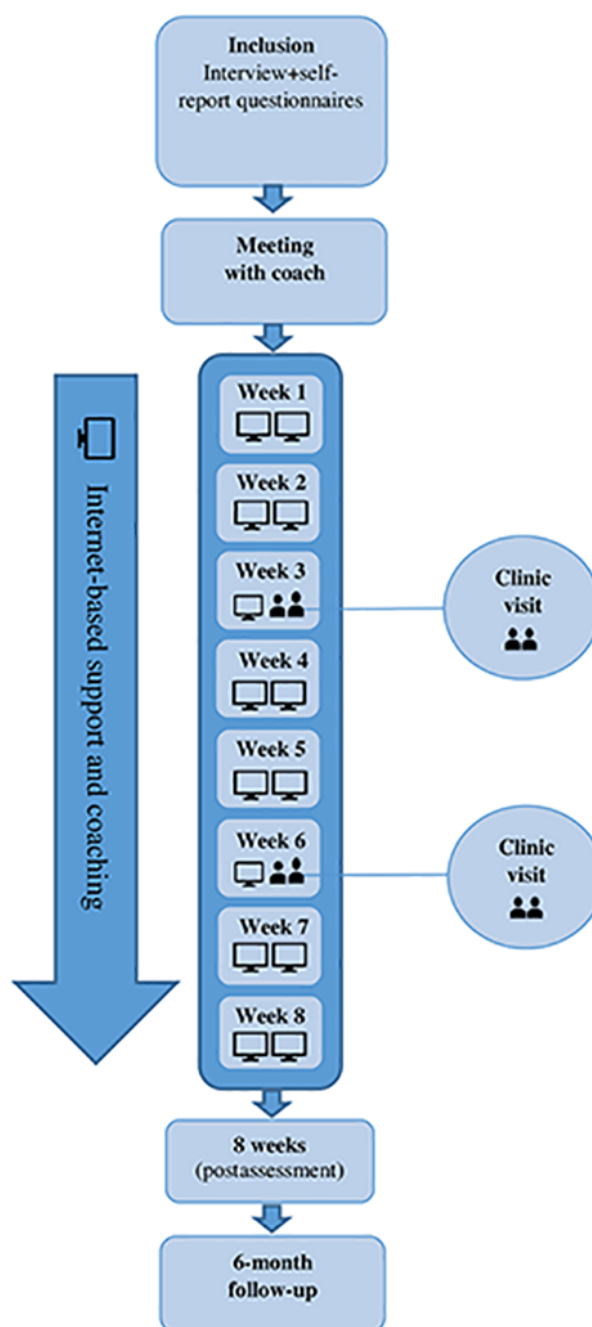 Inclusion
Interview+self-
report questionnaires
Meeting
with coach
Internet-based support and coaching
Week 1
Week 2
Week 3
Clinic
visit
Week 4
Week 5
Week 6
Clinic
visit
Week 7
Week 8
8 weeks
(postassessment)
6-month
follow-up